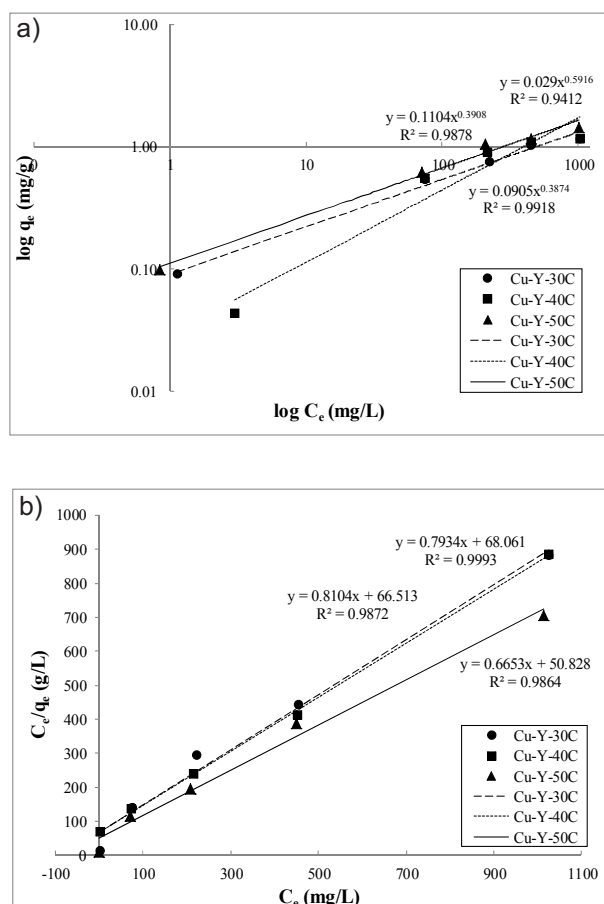 a)
10.00
1.00
0.10
0.01
0
1
10
100
1000
y = 0.029x^0.5916
R² = 0.9412
y = 0.1104x^0.3908
R² = 0.9878
y = 0.0905x^0.3874
R² = 0.9918
log qₑ (mg/g)
log Cₑ (mg/L)
Cu-Y-30C
Cu-Y-40C
Cu-Y-50C
Cu-Y-30C
Cu-Y-40C
Cu-Y-50C
b)
1000
900
800
700
600
500
400
300
200
100
0
-100 100 300 500 700 900 1100
y = 0.7934x + 68.061
R² = 0.9993
y = 0.8104x + 66.513
R² = 0.9872
y = 0.6653x + 50.828
R² = 0.9864
Cₑ/qₑ (g/L)
Cₑ (mg/L)
Cu-Y-30C
Cu-Y-40C
Cu-Y-50C
Cu-Y-30C
Cu-Y-40C
Cu-Y-50C